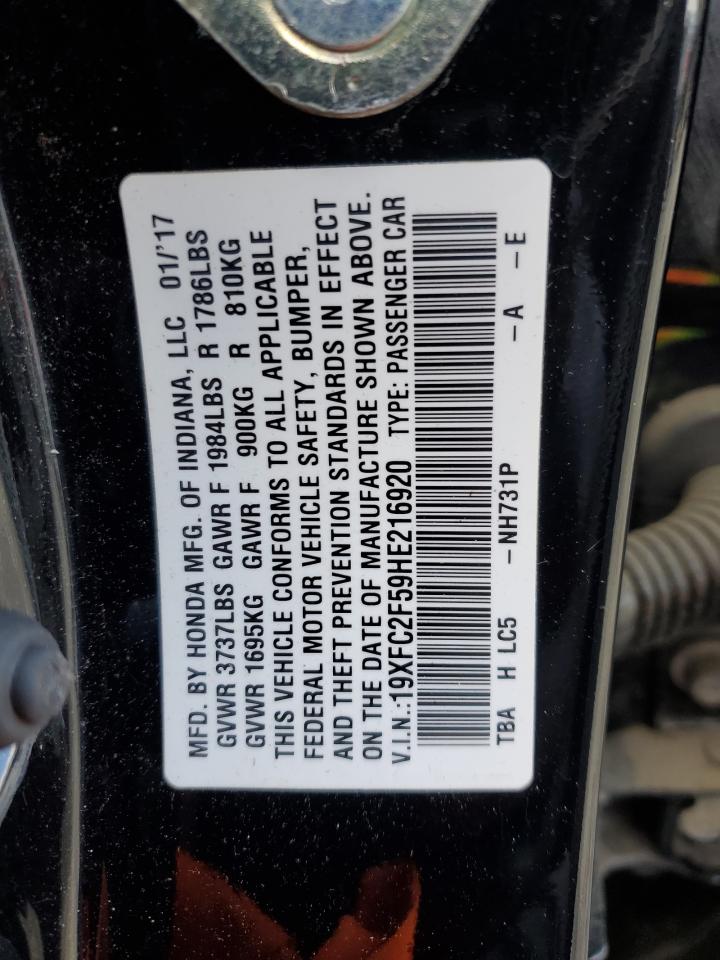 MFD. BY HONDA MFG. OF INDIANA, LLC 01/'17
GVWR 3737LBS GAWR F 1984LBS R 1786LBS
GVWR 1695KG GAWR F 900KG R 810KG
THIS VEHICLE CONFORMS TO ALL APPLICABLE
FEDERAL MOTOR VEHICLE SAFETY, BUMPER,
AND THEFT PREVENTION STANDARDS IN EFFECT
ON THE DATE OF MANUFACTURE SHOWN ABOVE.
V.I.N.:19XFC2F59HE216920 TYPE: PASSENGER CAR
TBA H LC5 –NH731P –A –E